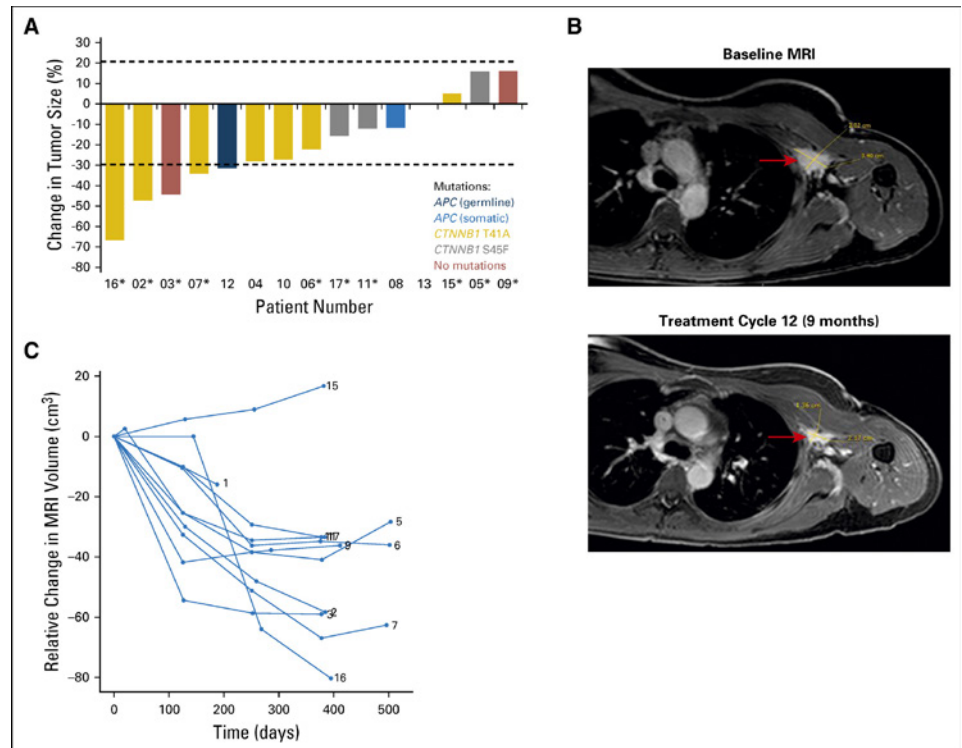 A
Change in Tumor Size (%)
30
20
10
0
-10
-20
-30
-40
-50
-60
-70
-80
Mutations:
APC (germline)
APC (somatic)
CTNNB1 T41A
CTNNB1 S45F
No mutations
16* 02* 03* 07* 12 04 10 06* 17* 11* 08 13 15* 05* 09*
Patient Number
B
Baseline MRI
Treatment Cycle 12 (9 months)
C
Relative Change in MRI Volume (cm³)
20
0
−20
−40
−60
−80
15
1
5
9
6
2
3
7
16
0 100 200 300 400 500
Time (days)